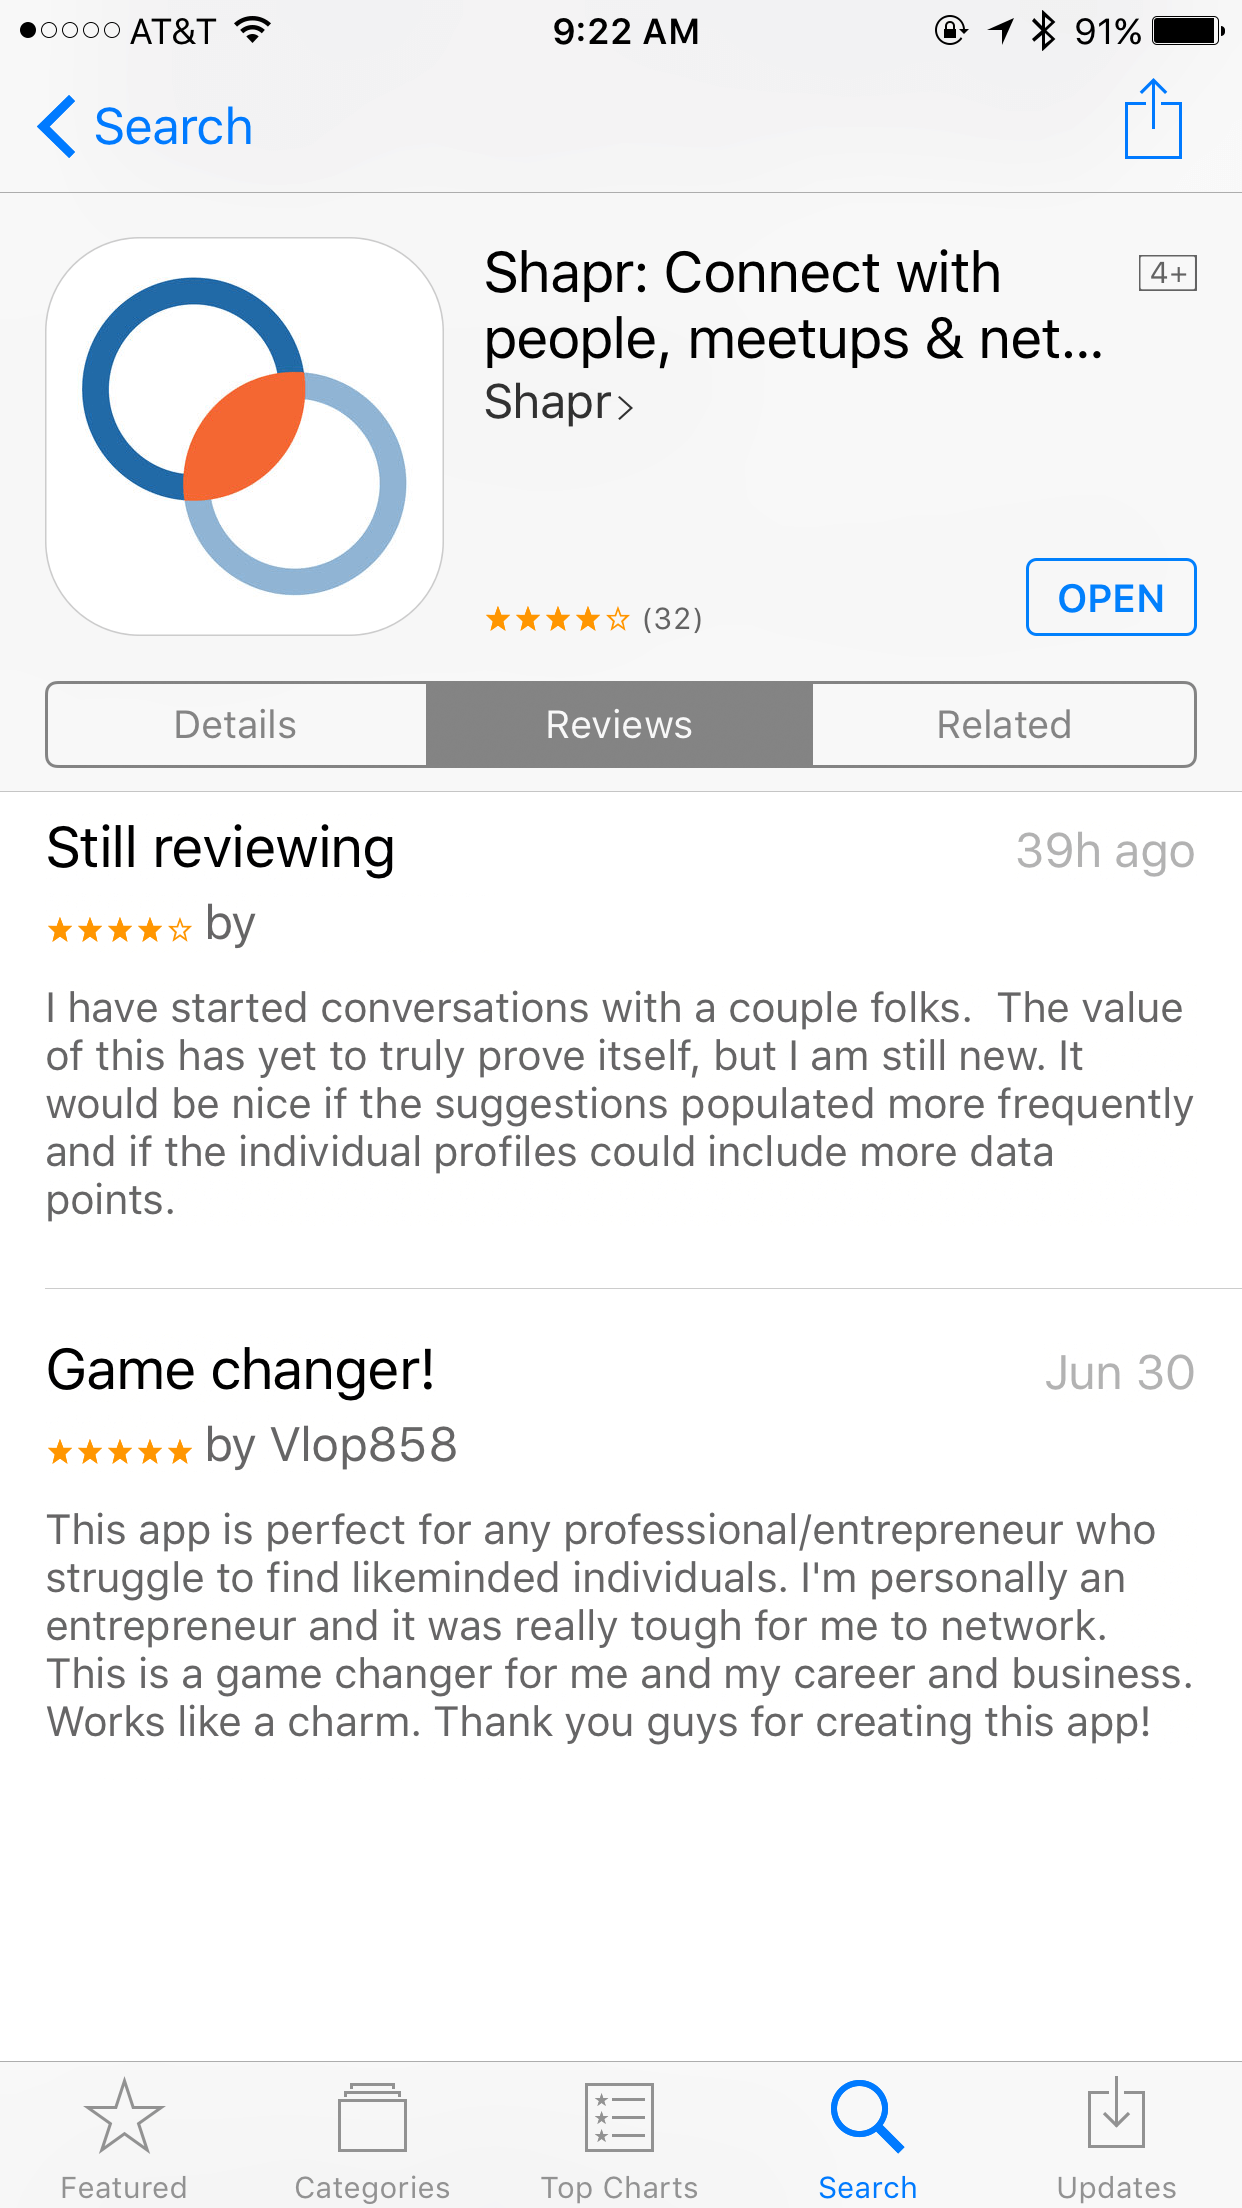 AT&T 9:22 AM 91%
Search
Shapr: Connect with
people, meetups & net...
4+
Shapr
(32)
OPEN
Details Reviews Related
Still reviewing 39h ago
by
I have started conversations with a couple folks.  The value
of this has yet to truly prove itself, but I am still new. It
would be nice if the suggestions populated more frequently
and if the individual profiles could include more data
points.
Game changer! Jun 30
by Vlop858
This app is perfect for any professional/entrepreneur who
struggle to find likeminded individuals. I'm personally an
entrepreneur and it was really tough for me to network.
This is a game changer for me and my career and business.
Works like a charm. Thank you guys for creating this app!
Featured Categories Top Charts Search Updates